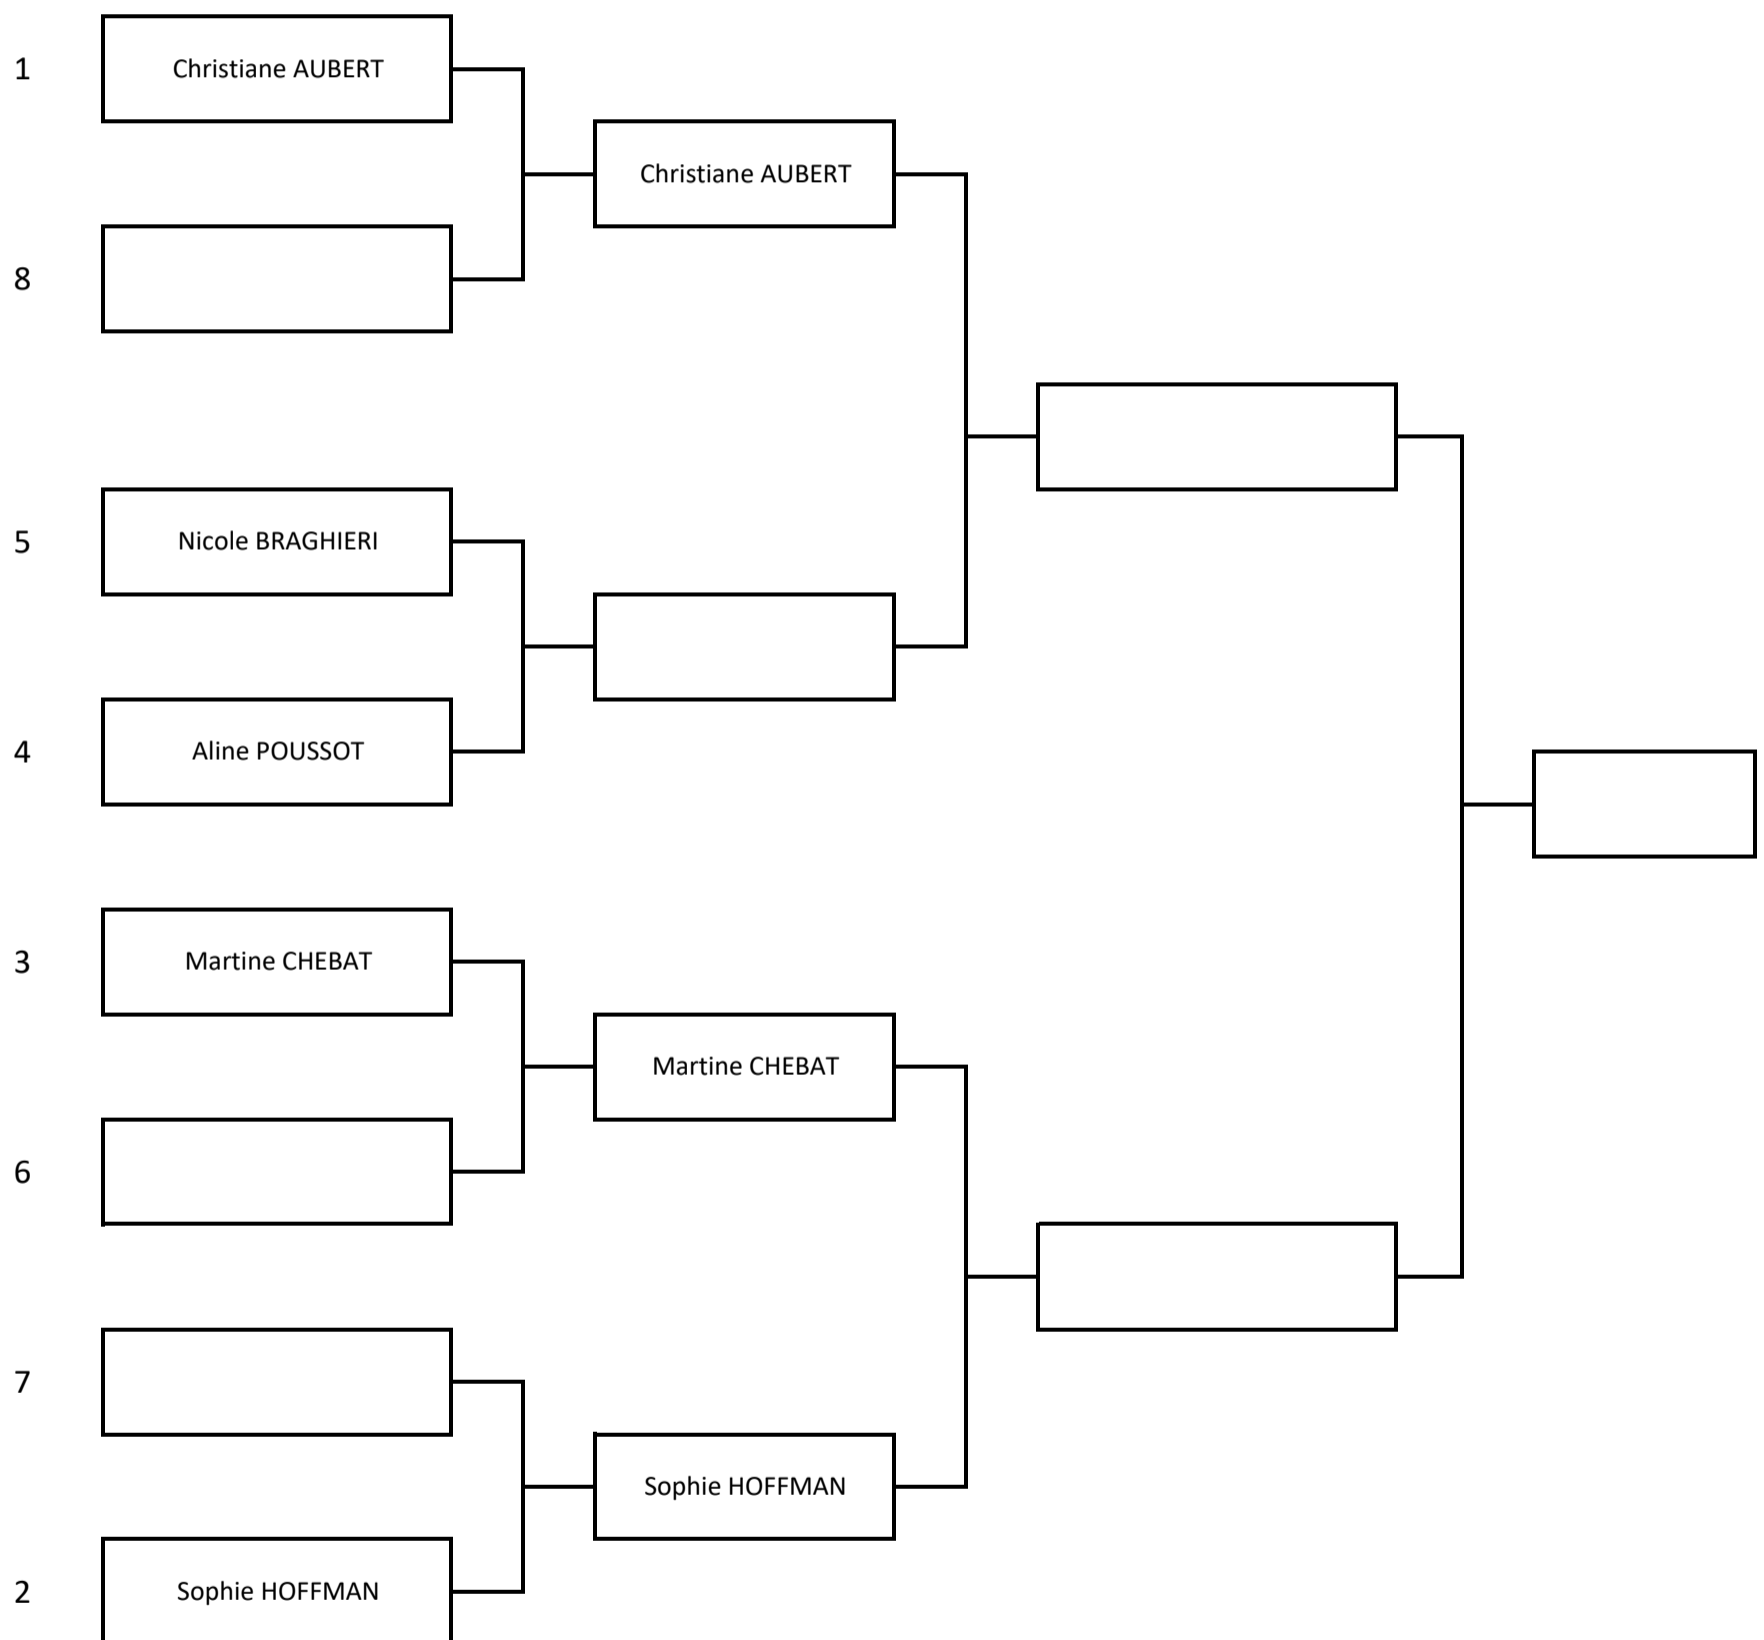 1
Christiane AUBERT
Christiane AUBERT
8
5
Nicole BRAGHIERI
4
Aline POUSSOT
3
Martine CHEBAT
Martine CHEBAT
6
7
Sophie HOFFMAN
2
Sophie HOFFMAN